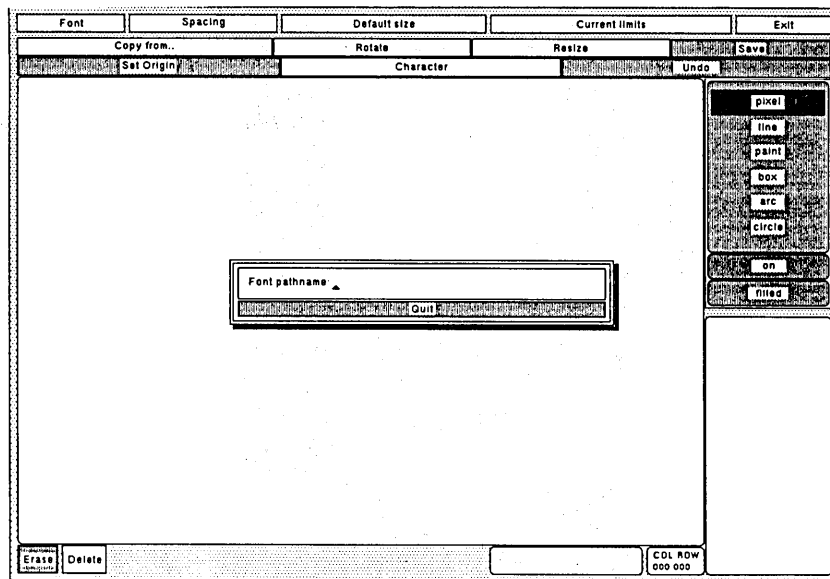 Font Spacing Default size Current limits Exit
Copy from.. Rotate Resize Save
Set Origin Character Undo
pixel
line
paint
box
arc
circle
on
filled
Font pathname:
Quit
Erase Delete
COL ROW
000 000